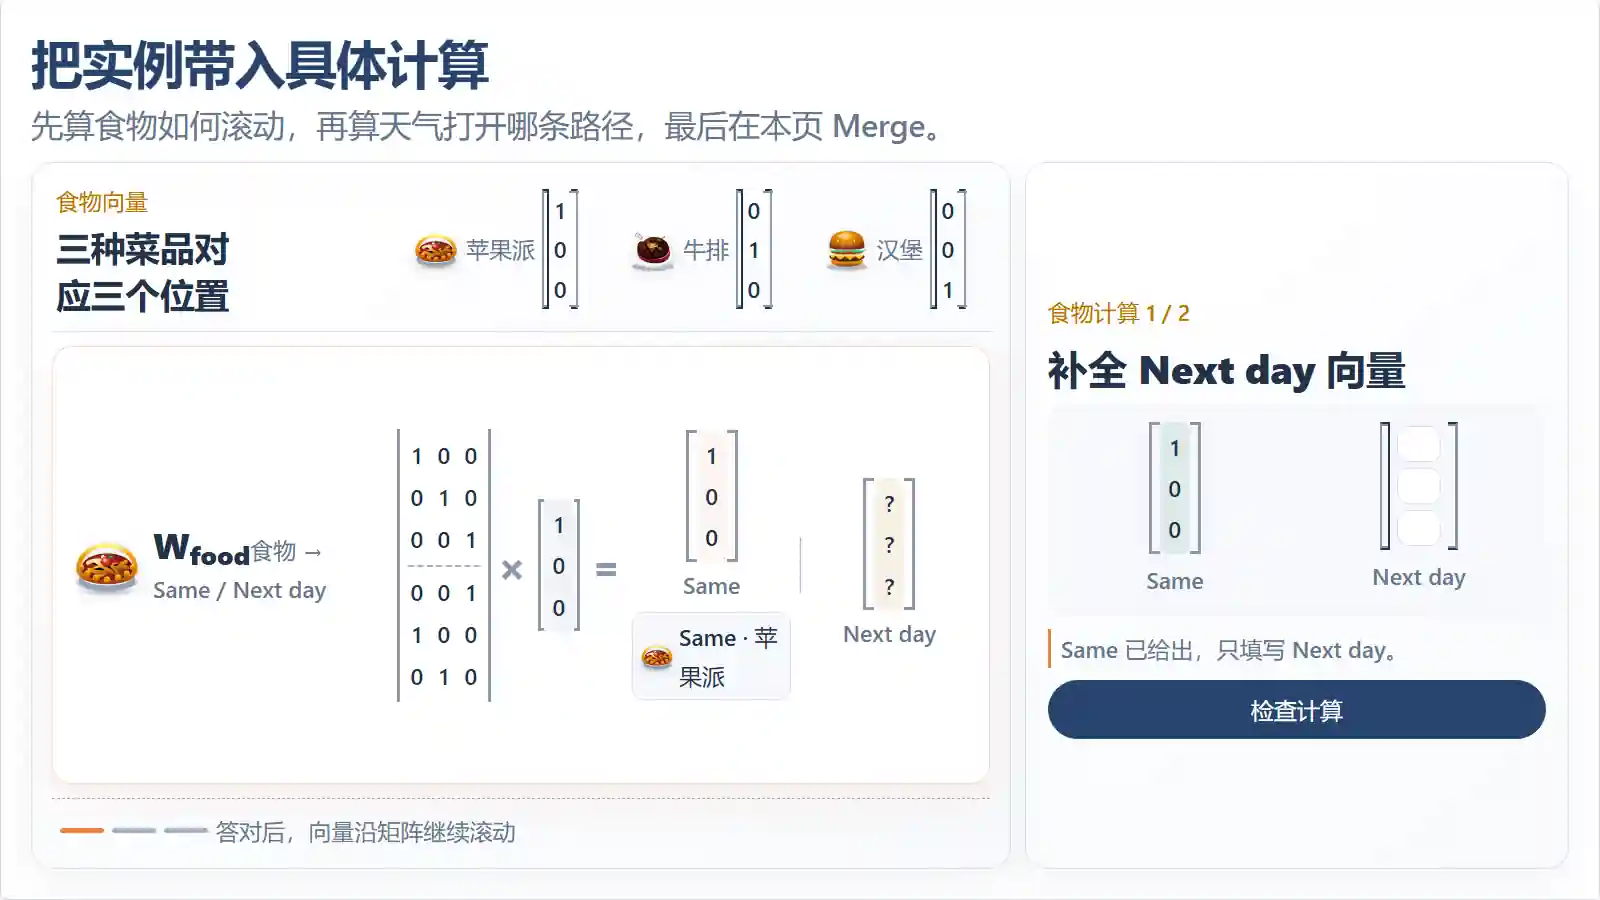 把实例带入具体计算
先算食物如何滚动，再算天气打开哪条路径，最后在本页 Merge。
食物向量
三种菜品对
应三个位置
苹果派
1
0
0
牛排
0
1
0
汉堡
0
0
1
Wfood食物 →
Same / Next day
1 0 0
0 1 0
0 0 1
0 0 1
1 0 0
0 1 0
×
1
0
0
=
1
0
0
Same
Same · 苹
果派
?
?
?
Next day
答对后，向量沿矩阵继续滚动
食物计算 1 / 2
补全 Next day 向量
1
0
0
Same
Next day
Same 已给出，只填写 Next day。
检查计算